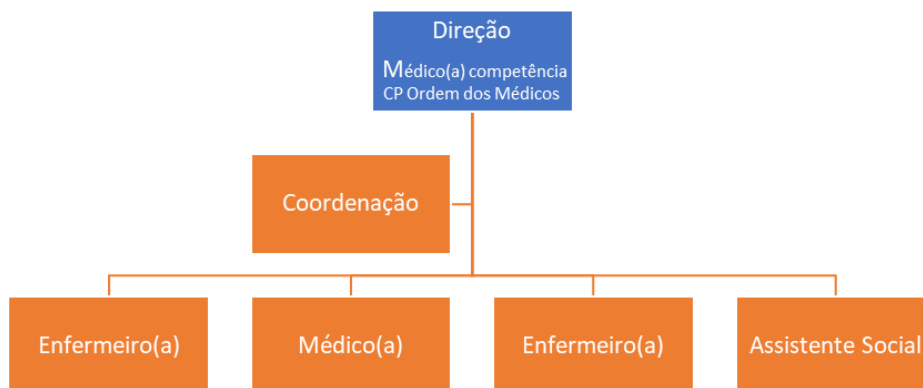 Direção
Médico(a) competência
CP Ordem dos Médicos
Coordenação
Enfermeiro(a)
Médico(a)
Enfermeiro(a)
Assistente Social